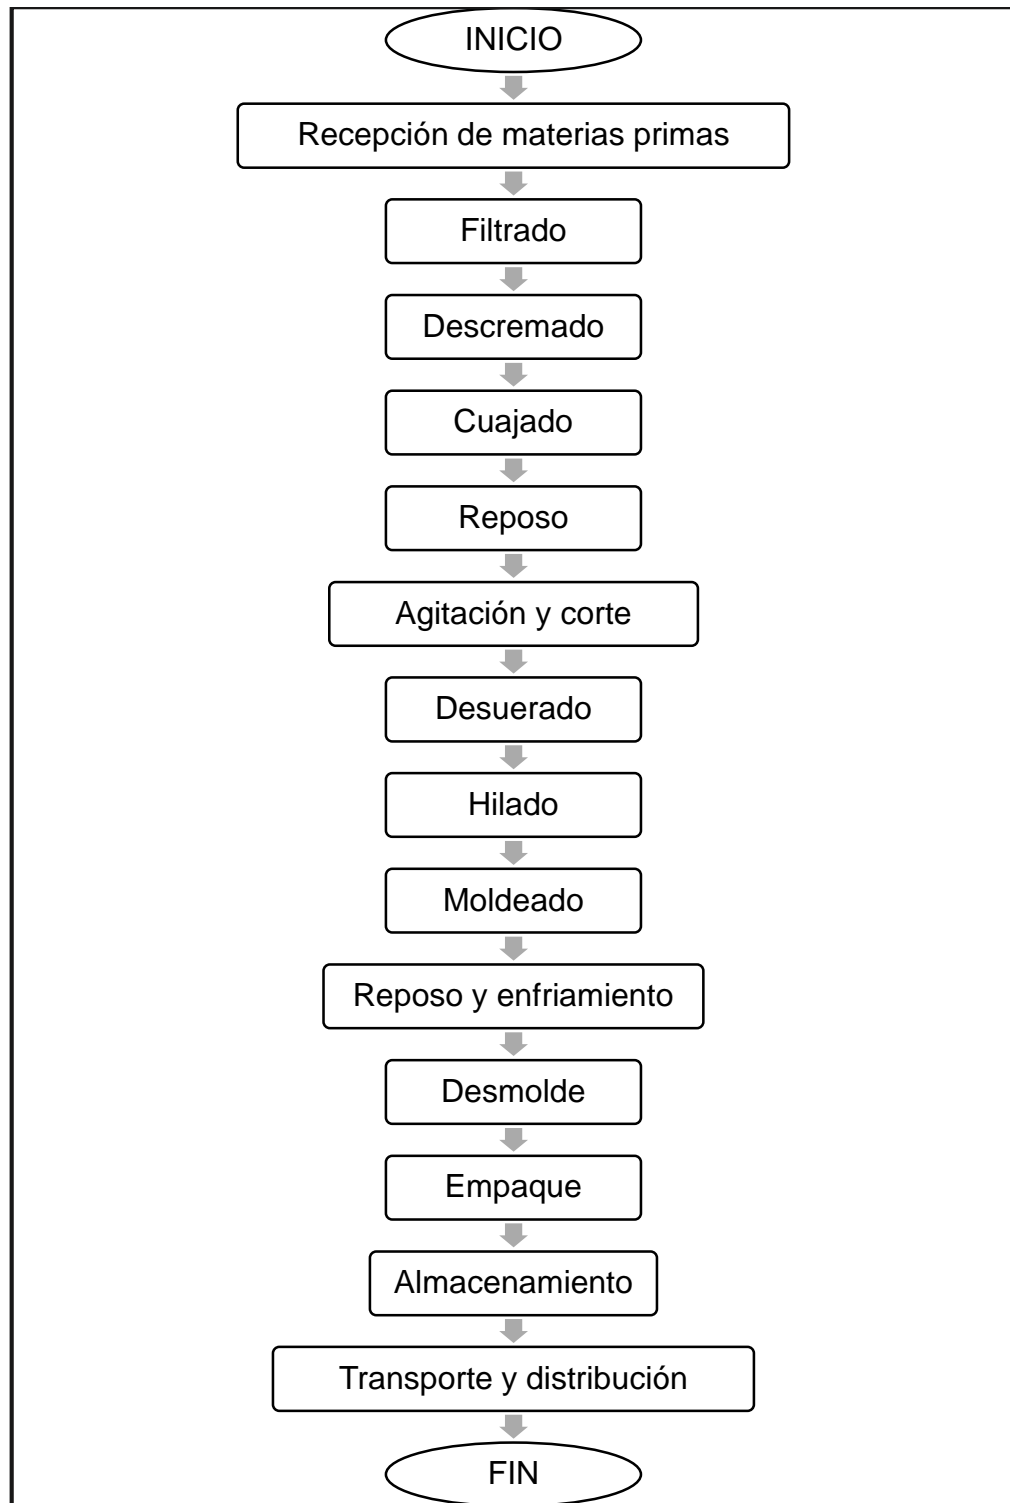 INICIO
Recepción de materias primas
Filtrado
Descremado
Cuajado
Reposo
Agitación y corte
Desuerado
Hilado
Moldeado
Reposo y enfriamiento
Desmolde
Empaque
Almacenamiento
Transporte y distribución
FIN